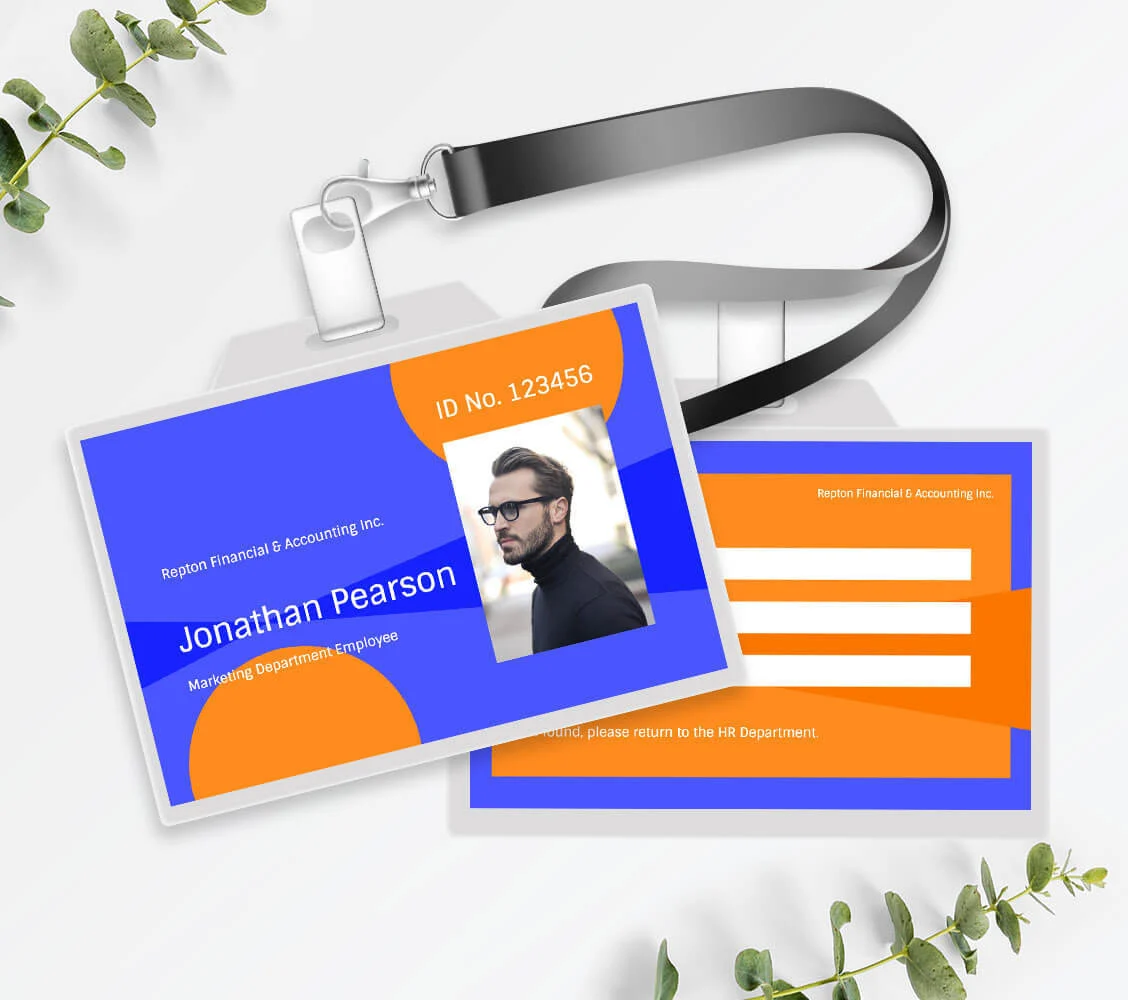 ID No. 123456
Repton Financial & Accounting Inc.
Jonathan Pearson
Marketing Department Employee
Repton Financial & Accounting Inc.
found, please return to the HR Department.